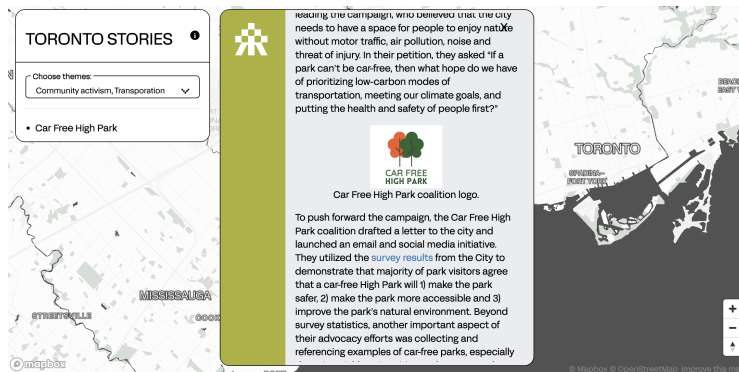 TORONTO STORIES
Choose themes:
Community activism, Transporation
Car Free High Park
leading the campaign, who believed that the city
needs to have a space for people to enjoy nature
without motor traffic, air pollution, noise and
threat of injury. In their petition, they asked "If a
park can't be car-free, then what hope do we have
of prioritizing low-carbon modes of
transportation, meeting our climate goals, and
putting the health and safety of people first?"
X
CAR FREE
HIGH PARK
Car Free High Park coalition logo.
To push forward the campaign, the Car Free High
Park coalition drafted a letter to the city and
launched an email and social media initiative.
They utilized the survey results from the City to
demonstrate that majority of park visitors agree
that a car-free High Park will 1) make the park
safer, 2) make the park more accessible and 3)
improve the park's natural environment. Beyond
survey statistics, another important aspect of
their advocacy efforts was collecting and
referencing examples of car-free parks, especially
TORONTO
SPADINA–
FORT YORK
BEAC
EAST Y
MISSISSAUGA
STREETSVILLE
COOK
mapbox
© Mapbox © OpenStreetMap Improve this m